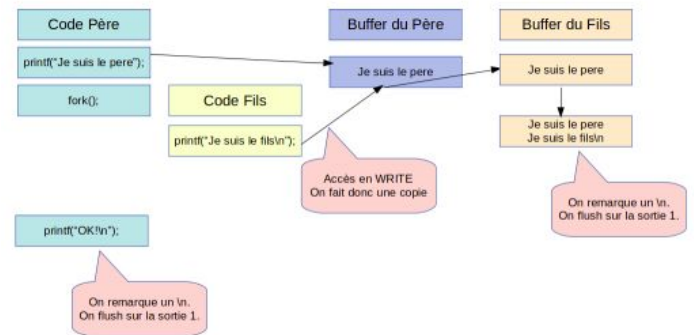 Code Père
Buffer du Père
Buffer du Fils
printf("Je suis le pere");
Je suis le pere
Je suis le pere
fork();
Code Fils
printf("Je suis le fils\n");
Je suis le pere
Je suis le fils\n
Accès en WRITE
On fait donc une copie
On remarque un \n.
On flush sur la sortie 1.
printf("OK!\n");
On remarque un \n.
On flush sur la sortie 1.